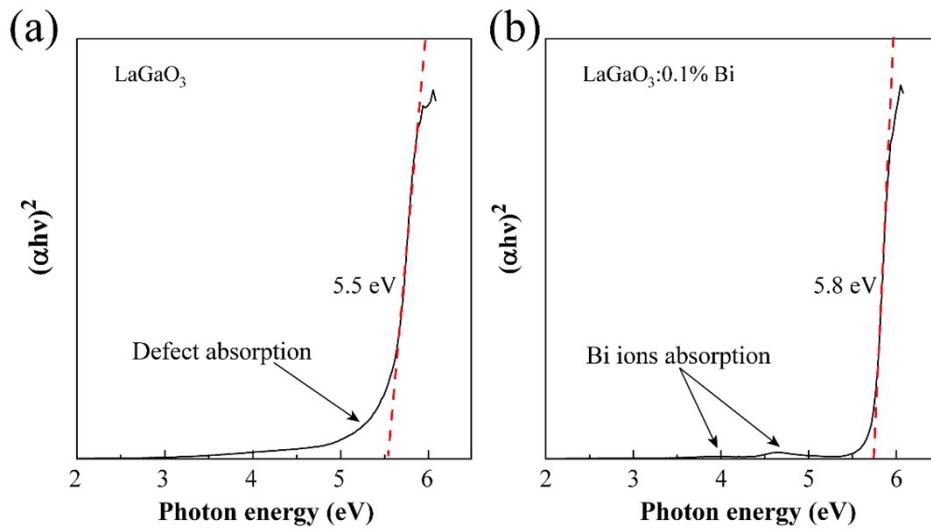 (a)
LaGaO₃
(αhν)²
5.5 eV
Defect absorption
2 3 4 5 6
Photon energy (eV)
(b)
LaGaO₃:0.1% Bi
(αhν)²
5.8 eV
Bi ions absorption
2 3 4 5 6
Photon energy (eV)